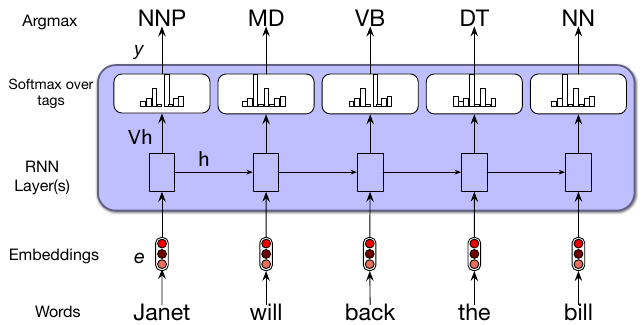 Argmax NNP MD VB DT NN
y
Softmax over
tags
Vh
h
RNN
Layer(s)
Embeddings e
Words Janet will back the bill